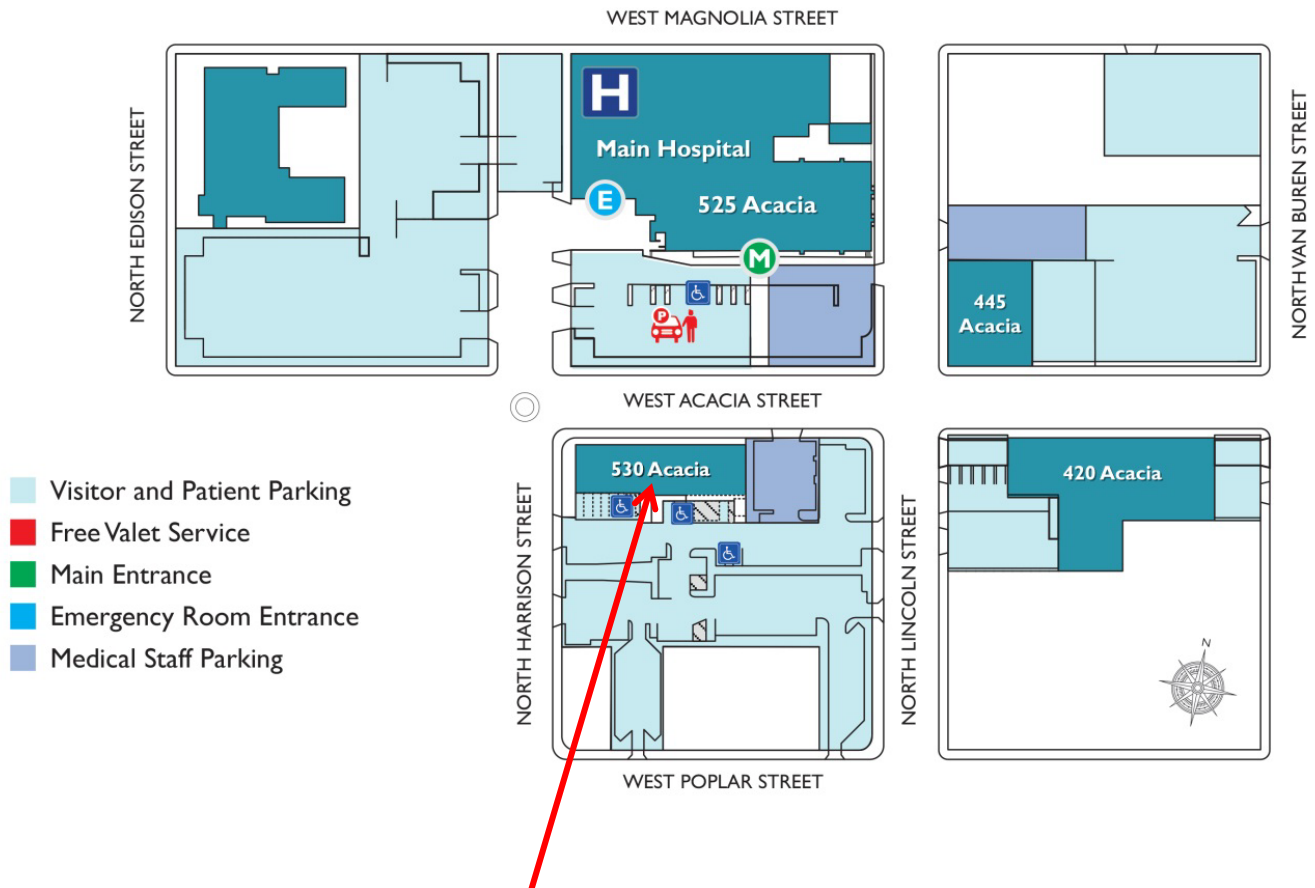 WEST MAGNOLIA STREET
NORTH EDISON STREET
H
Main Hospital
E
525 Acacia
M
P
NORTH VAN BUREN STREET
445
Acacia
WEST ACACIA STREET
530 Acacia
420 Acacia
NORTH HARRISON STREET
NORTH LINCOLN STREET
Visitor and Patient Parking
Free Valet Service
Main Entrance
Emergency Room Entrance
Medical Staff Parking
N
WEST POPLAR STREET